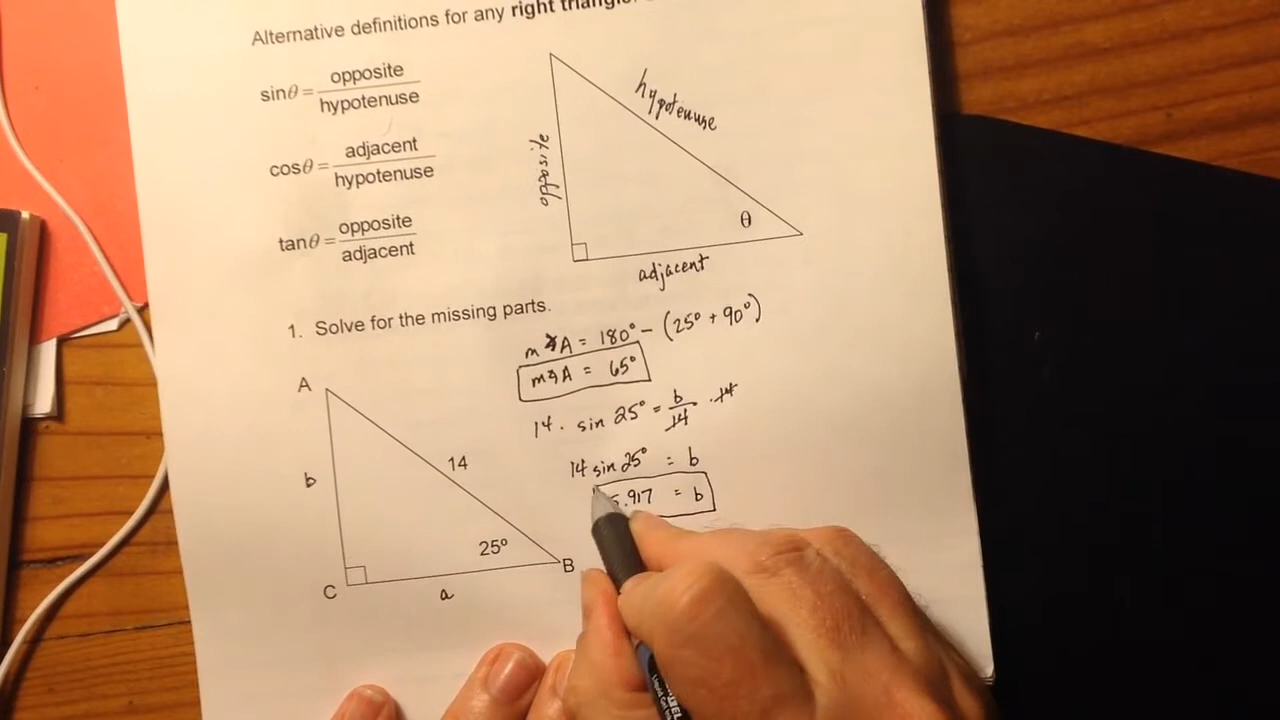 Alternative definitions for any right triangle.
sinθ = opposite / hypotenuse
cosθ = adjacent / hypotenuse
tanθ = opposite / adjacent
hypotenuse
opposite
θ
adjacent
1. Solve for the missing parts.
A
b
14
25°
B
C
a
m∢A = 180° − (25° + 90°)
m∢A = 65°
14 · sin 25° = b/14 · 14
14 sin 25° = b
5.917 = b